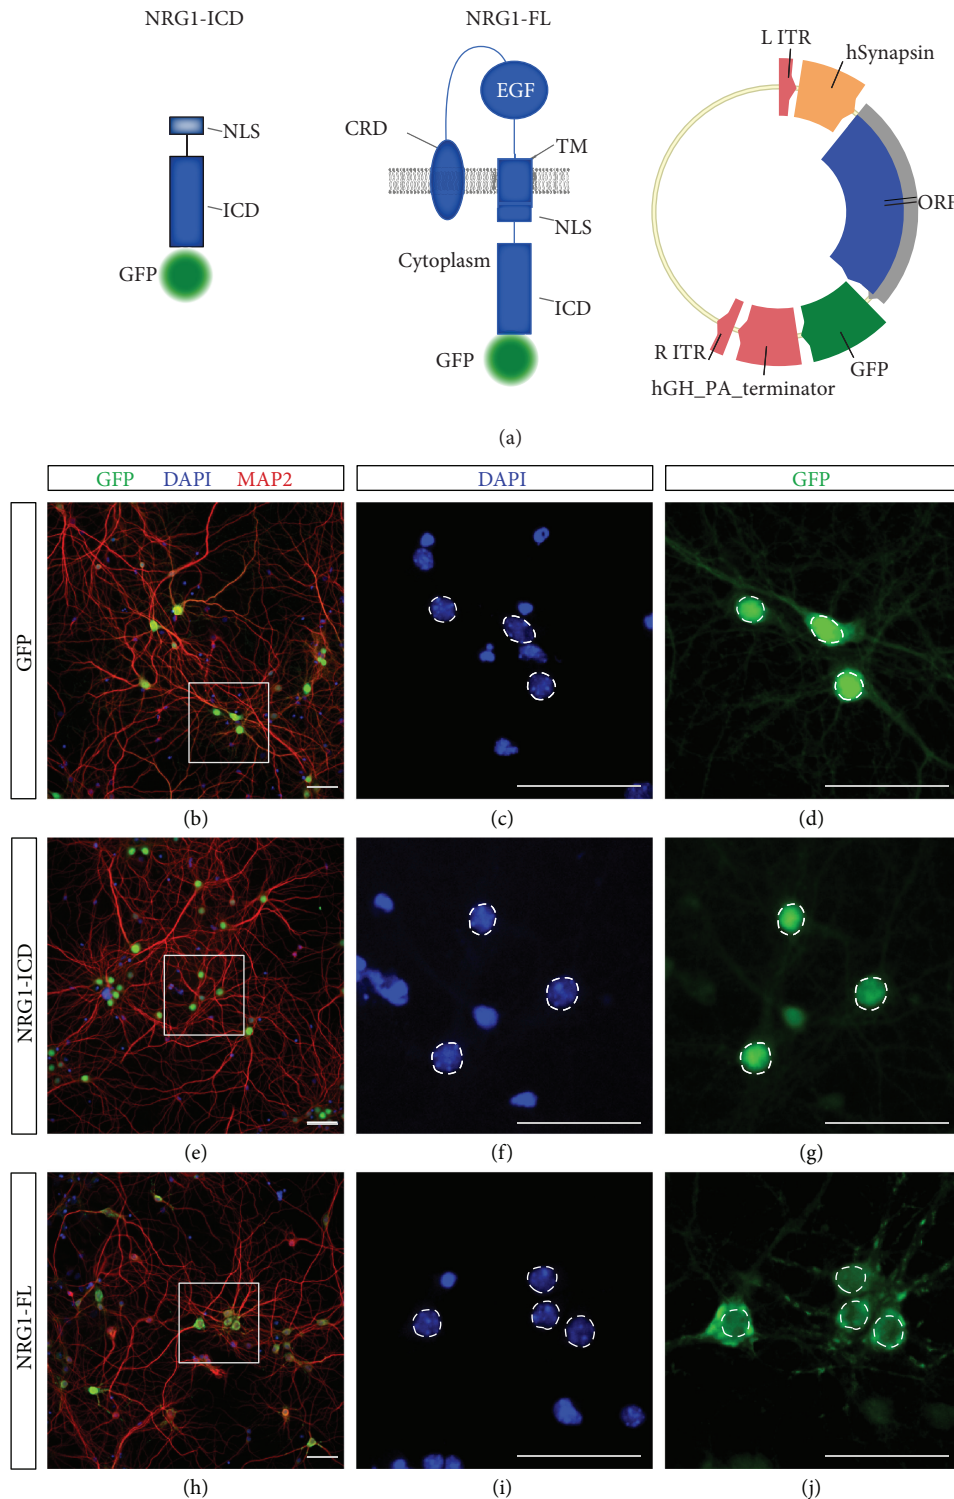 NRG1-ICD
NRG1-FL
L ITR
hSynapsin
EGF
NLS
CRD
TM
ICD
ORF
NLS
Cytoplasm
GFP
ICD
R ITR
GFP
GFP
hGH_PA_terminator
(a)
GFP DAPI MAP2
DAPI
GFP
GFP
(b)
(c)
(d)
NRG1-ICD
(e)
(f)
(g)
NRG1-FL
(h)
(i)
(j)